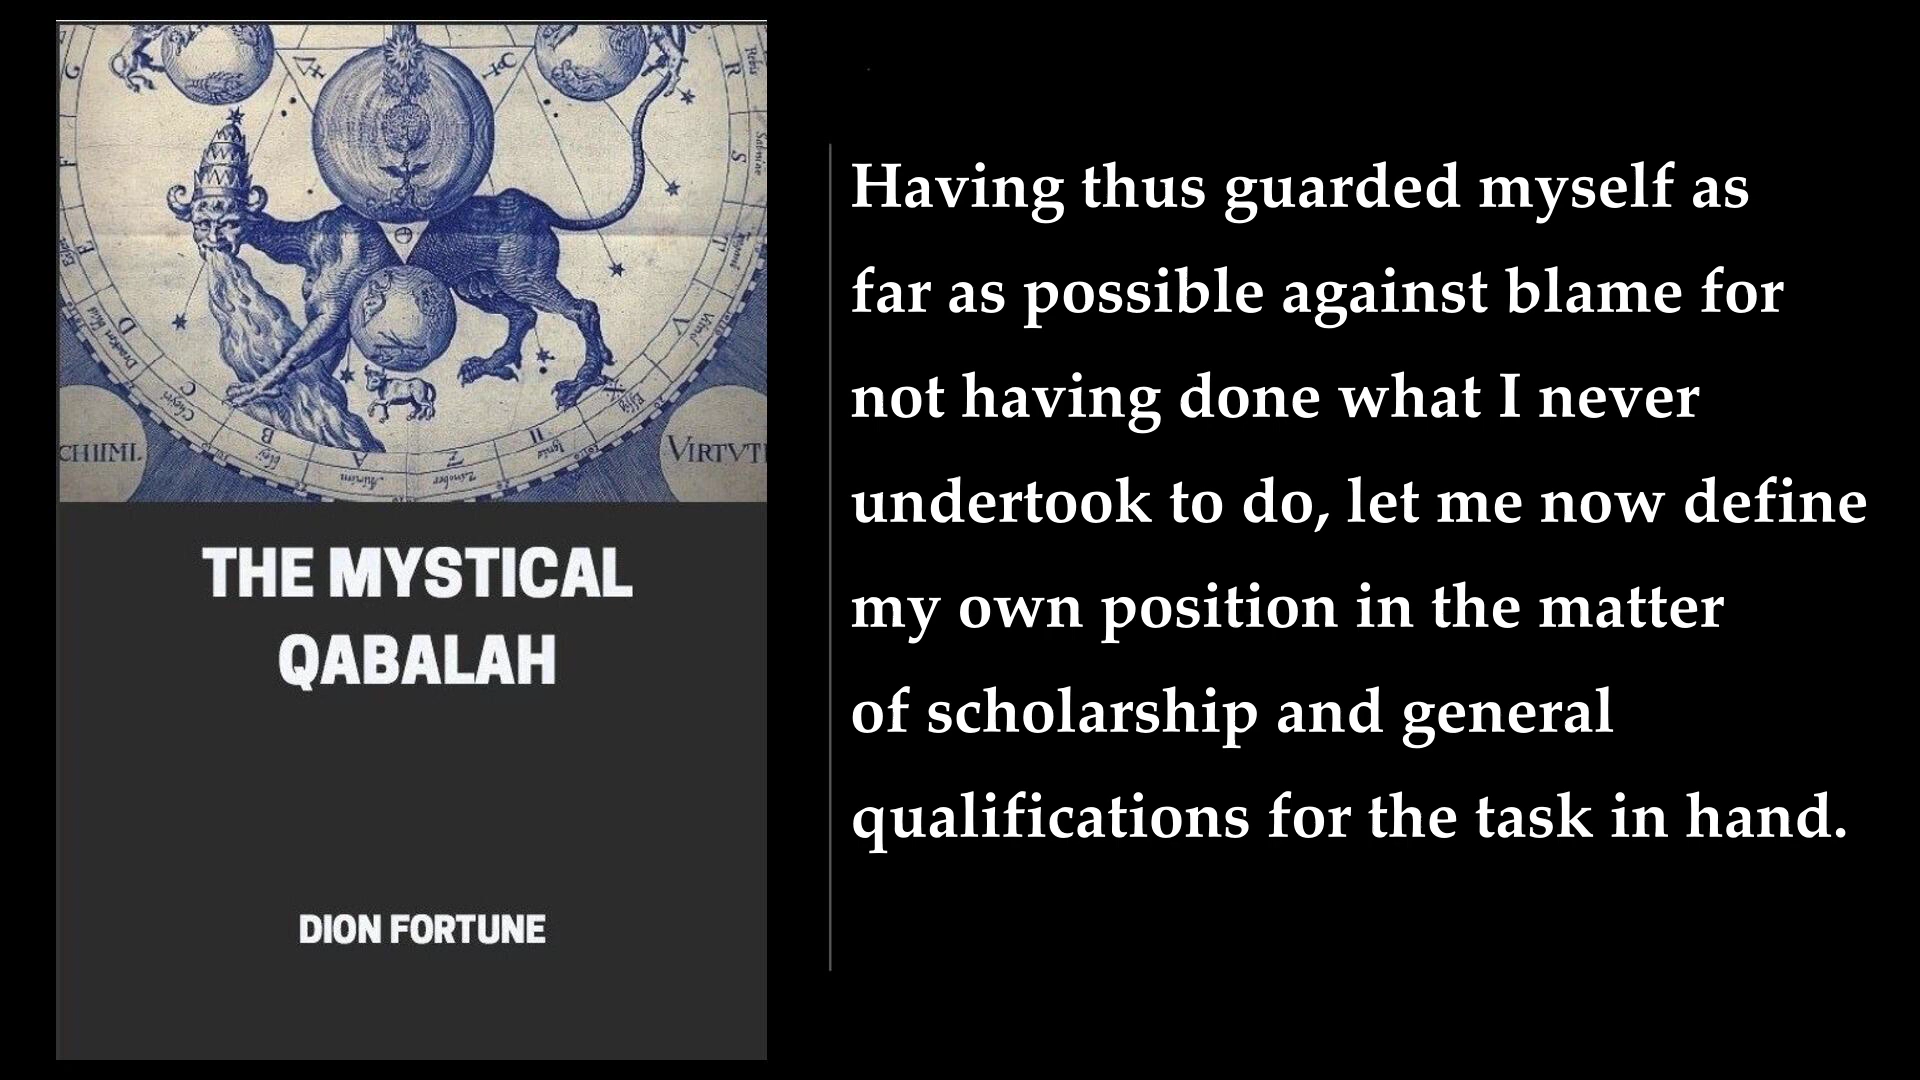 CHIIMI.
VIRTVTI
THE MYSTICAL
QABALAH
DION FORTUNE
Having thus guarded myself as
far as possible against blame for
not having done what I never
undertook to do, let me now define
my own position in the matter
of scholarship and general
qualifications for the task in hand.